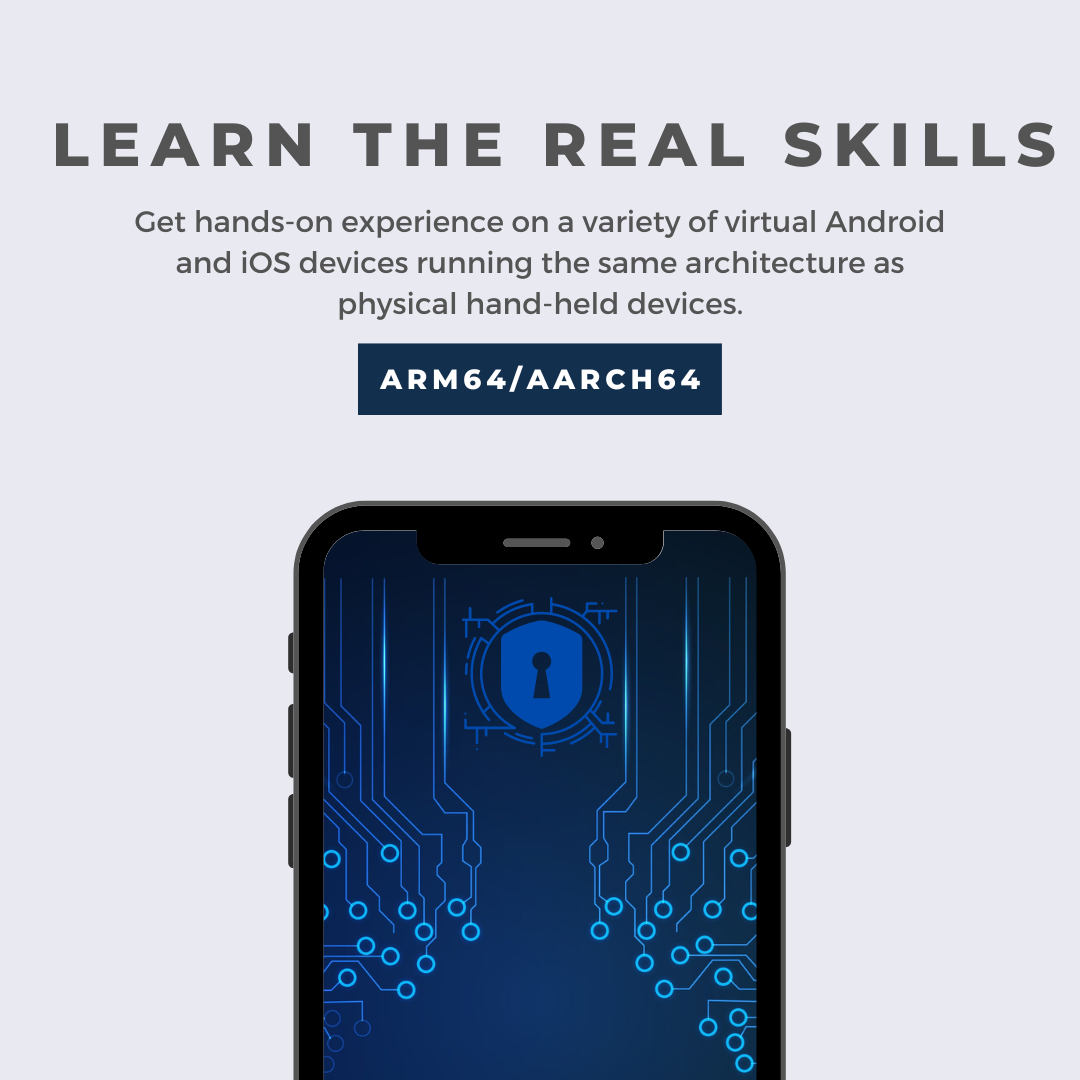 LEARN THE REAL SKILLS
Get hands-on experience on a variety of virtual Android
and iOS devices running the same architecture as
physical hand-held devices.
ARM64/AARCH64